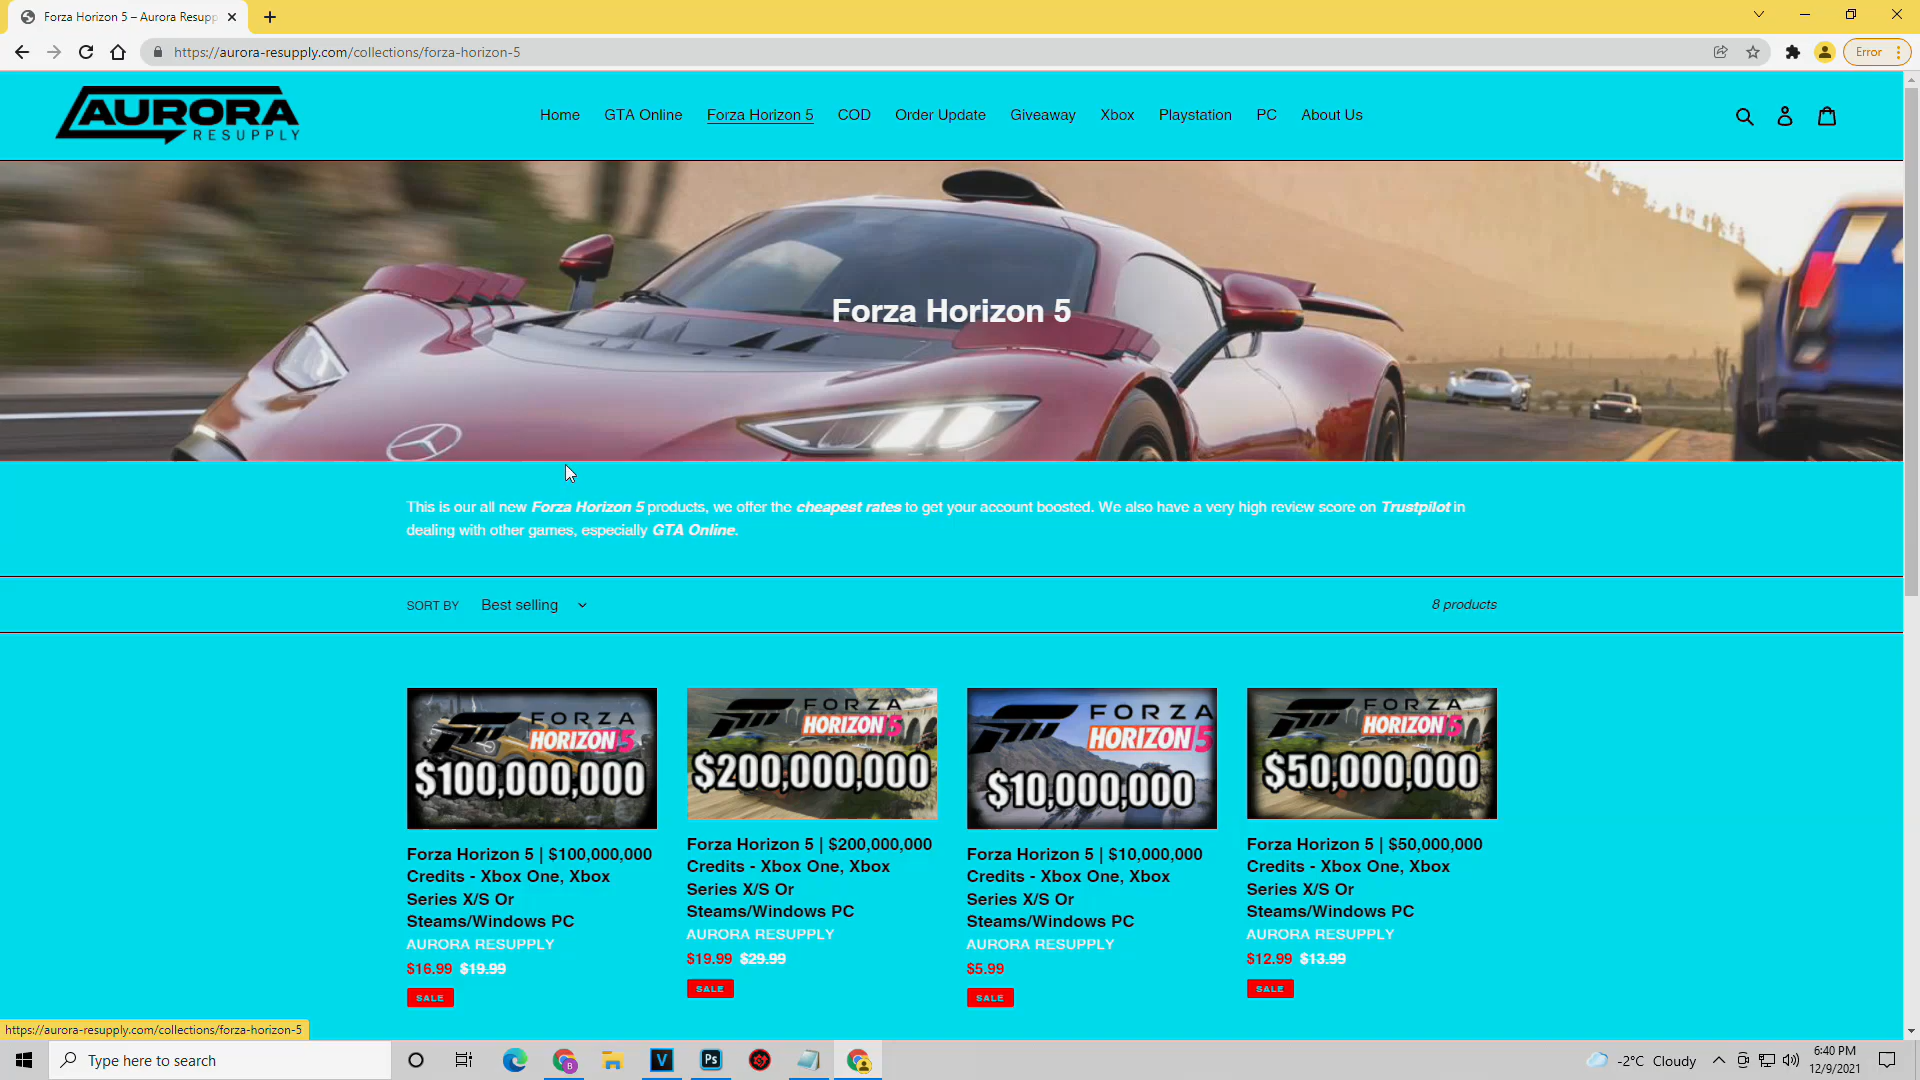 Forza Horizon 5 – Aurora Resupp
https://aurora-resupply.com/collections/forza-horizon-5
Error
AURORA
RESUPPLY
Home GTA Online Forza Horizon 5 COD Order Update Giveaway Xbox Playstation PC About Us
Forza Horizon 5
This is our all new Forza Horizon 5 products, we offer the cheapest rates to get your account boosted. We also have a very high review score on Trustpilot in
dealing with other games, especially GTA Online.
SORT BY Best selling
8 products
FORZA
HORIZON 5
$100,000,000
Forza Horizon 5 | $100,000,000
Credits - Xbox One, Xbox
Series X/S Or
Steams/Windows PC
AURORA RESUPPLY
$16.99 $19.99
SALE
FORZA
HORIZON 5
$200,000,000
Forza Horizon 5 | $200,000,000
Credits - Xbox One, Xbox
Series X/S Or
Steams/Windows PC
AURORA RESUPPLY
$19.99 $29.99
SALE
FORZA
HORIZON 5
$10,000,000
Forza Horizon 5 | $10,000,000
Credits - Xbox One, Xbox
Series X/S Or
Steams/Windows PC
AURORA RESUPPLY
$5.99
SALE
FORZA
HORIZON 5
$50,000,000
Forza Horizon 5 | $50,000,000
Credits - Xbox One, Xbox
Series X/S Or
Steams/Windows PC
AURORA RESUPPLY
$12.99 $13.99
SALE
https://aurora-resupply.com/collections/forza-horizon-5
Type here to search
B
V
Ps
-2°C Cloudy
6:40 PM
12/9/2021